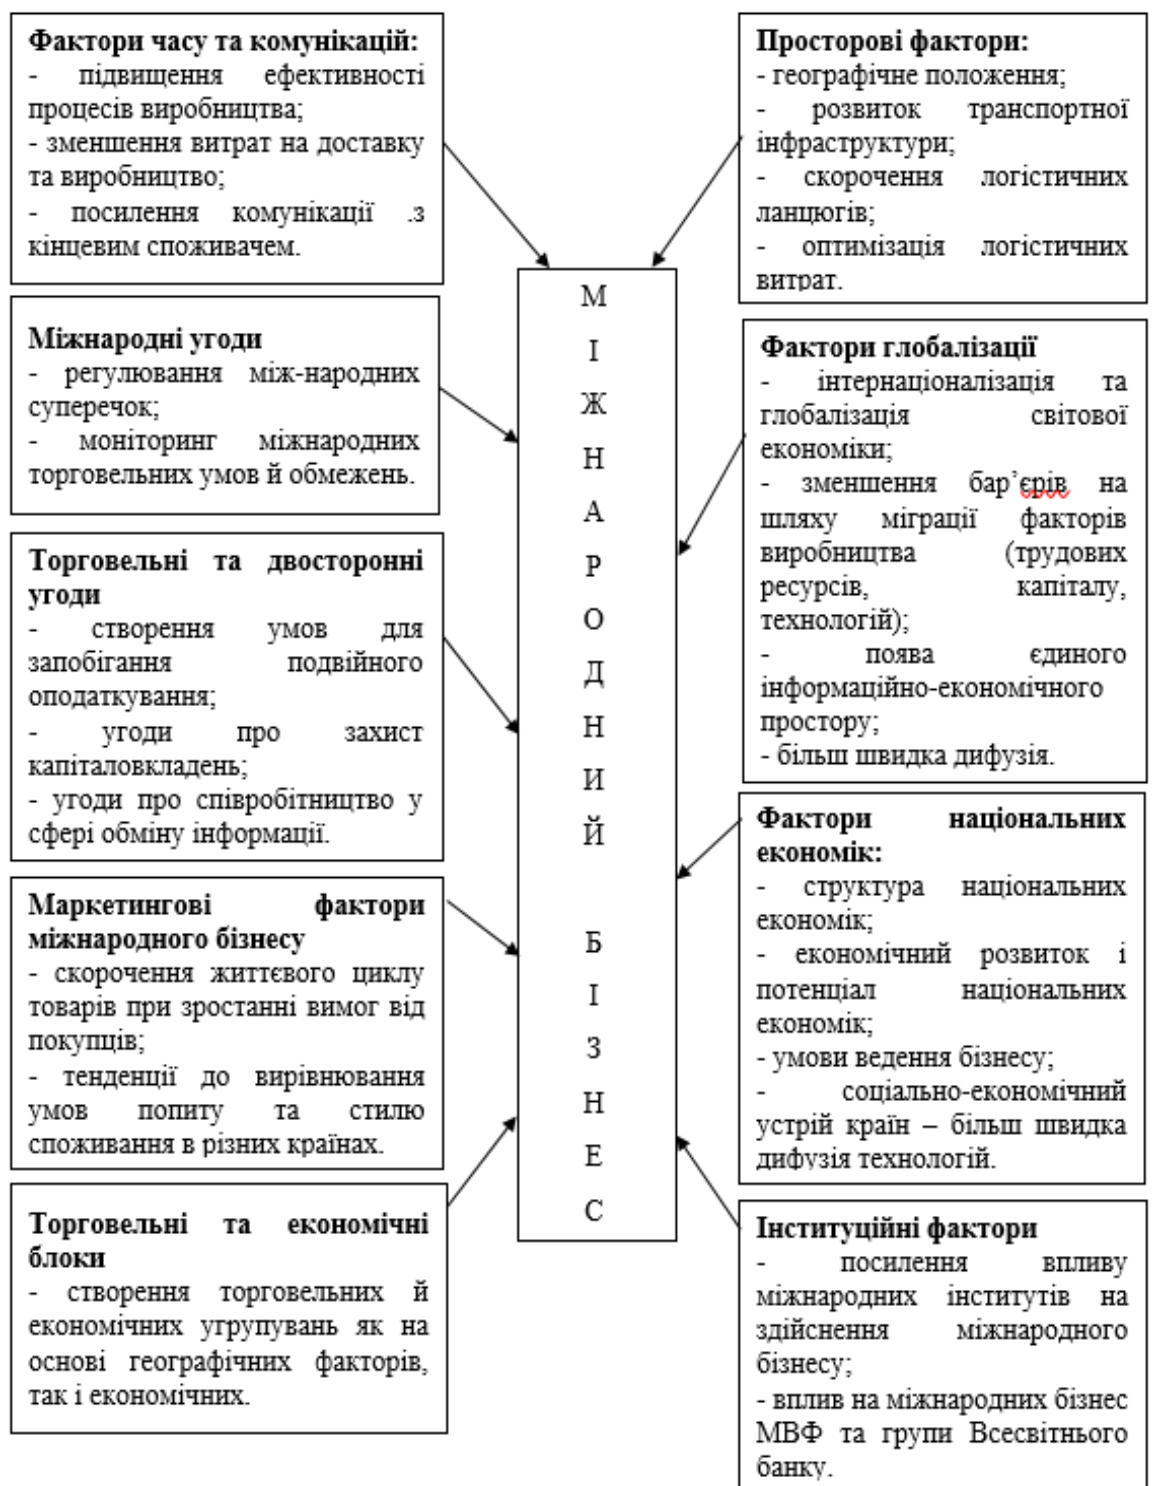 Фактори часу та комунікацій:
- підвищення ефективності
процесів виробництва;
- зменшення витрат на доставку
та виробництво;
- посилення комунікації .з
кінцевим споживачем.
Міжнародні угоди
- регулювання між-народних
суперечок;
- моніторинг міжнародних
торговельних умов й обмежень.
Торговельні та двосторонні
угоди
- створення умов для
запобігання подвійного
оподаткування;
- угоди про захист
капіталовкладень;
- угоди про співробітництво у
сфері обміну інформації.
Маркетингові фактори
міжнародного бізнесу
- скорочення життєвого циклу
товарів при зростанні вимог від
покупців;
- тенденції до вирівнювання
умов попиту та стилю
споживання в різних країнах.
Торговельні та економічні
блоки
- створення торговельних й
економічних угрупувань як на
основі географічних факторів,
так і економічних.
М
І
Ж
Н
А
Р
О
Д
Н
И
Й
Б
І
З
Н
Е
С
Просторові фактори:
- географічне положення;
- розвиток транспортної
інфраструктури;
- скорочення логістичних
ланцюгів;
- оптимізація логістичних
витрат.
Фактори глобалізації
- інтернаціоналізація та
глобалізація світової
економіки;
- зменшення бар’єрів на
шляху міграції факторів
виробництва (трудових
ресурсів, капіталу,
технологій);
- поява єдиного
інформаційно-економічного
простору;
- більш швидка дифузія.
Фактори національних
економік:
- структура національних
економік;
- економічний розвиток і
потенціал національних
економік;
- умови ведення бізнесу;
- соціально-економічний
устрій країн – більш швидка
дифузія технологій.
Інституційні фактори
- посилення впливу
міжнародних інститутів на
здійснення міжнародного
бізнесу;
- вплив на міжнародних бізнес
МВФ та групи Всесвітнього
банку.